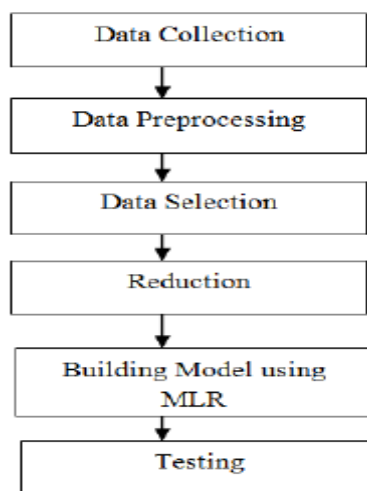 Data Collection
Data Preprocessing
Data Selection
Reduction
Building Model using
MLR
Testing